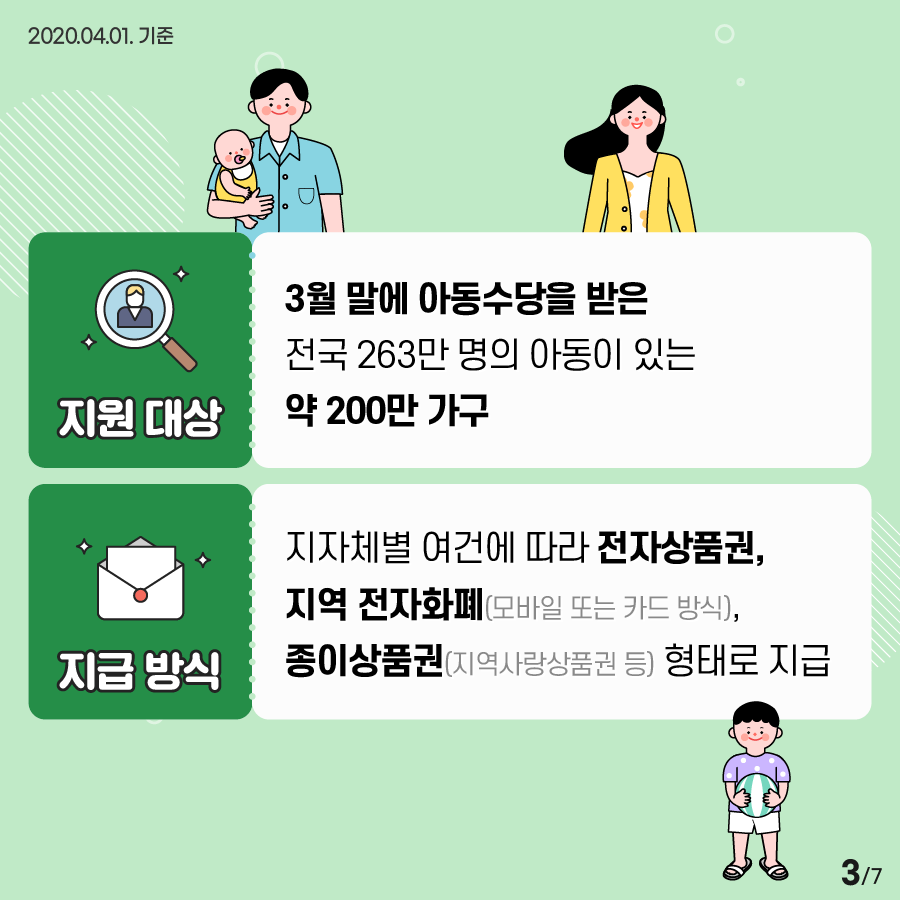 2020.04.01. 기준
지원 대상
3월 말에 아동수당을 받은
전국 263만 명의 아동이 있는
약 200만 가구
지급 방식
지자체별 여건에 따라 전자상품권,
지역 전자화폐(모바일 또는 카드 방식),
종이상품권(지역사랑상품권 등) 형태로 지급
3/7